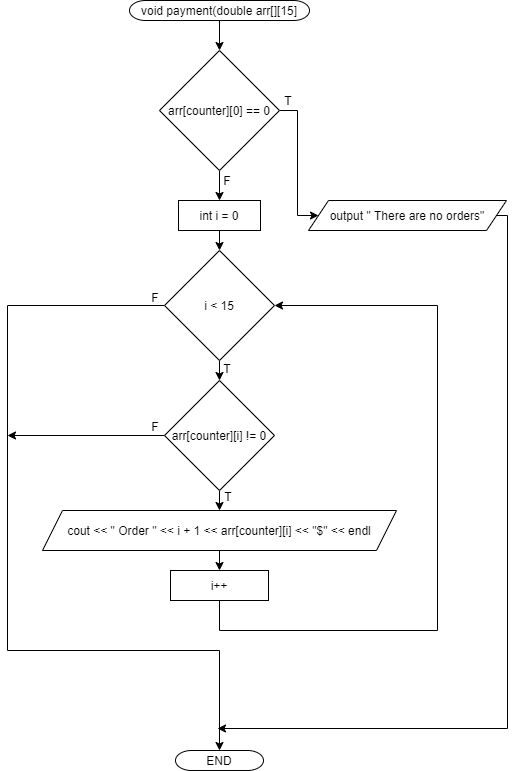 void payment(double arr[][15]
arr[counter][0] == 0
T
F
int i = 0
output " There are no orders"
F
i < 15
T
F
arr[counter][i] != 0
T
cout << " Order " << i + 1 << arr[counter][i] << "$" << endl
i++
END